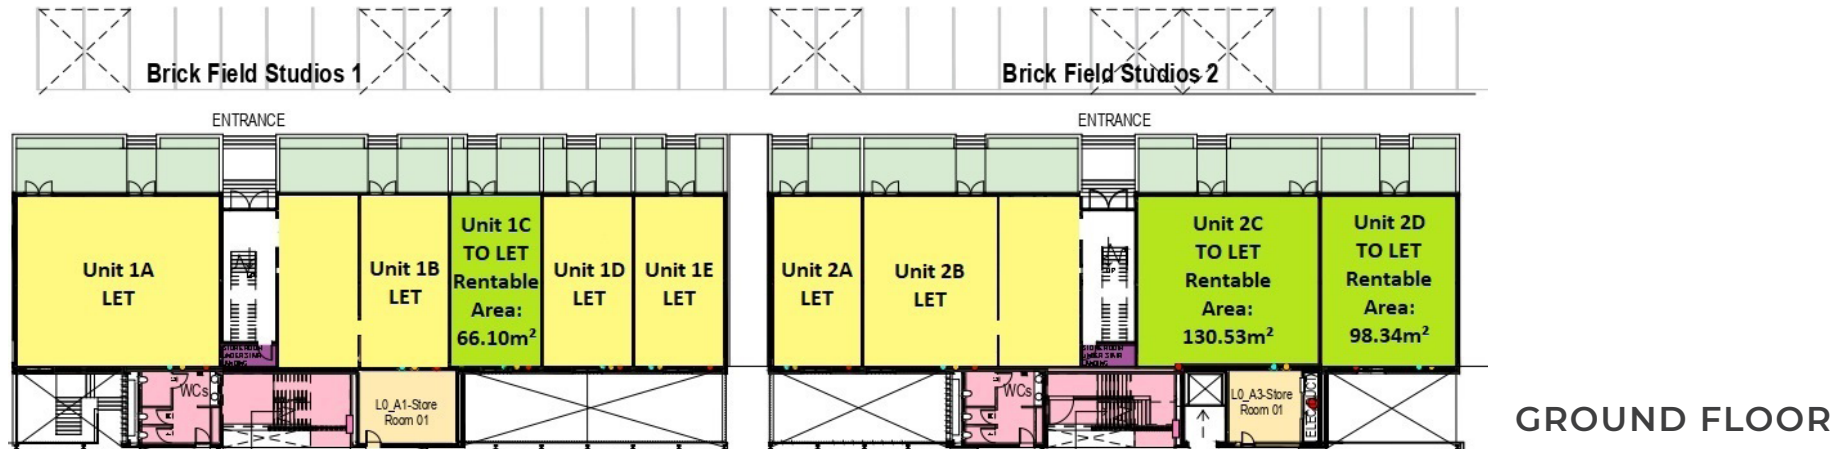 Brick Field Studios 1
Brick Field Studios 2
ENTRANCE
ENTRANCE
Unit 1A
LET
Unit 1B
LET
Unit 1C
TO LET
Rentable
Area:
66.10m²
Unit 1D
LET
Unit 1E
LET
Unit 2A
LET
Unit 2B
LET
Unit 2C
TO LET
Rentable
Area:
130.53m²
Unit 2D
TO LET
Rentable
Area:
98.34m²
WCs
L0_A1-Store
Room 01
WCs
L0_A3-Store
Room 01
GROUND FLOOR